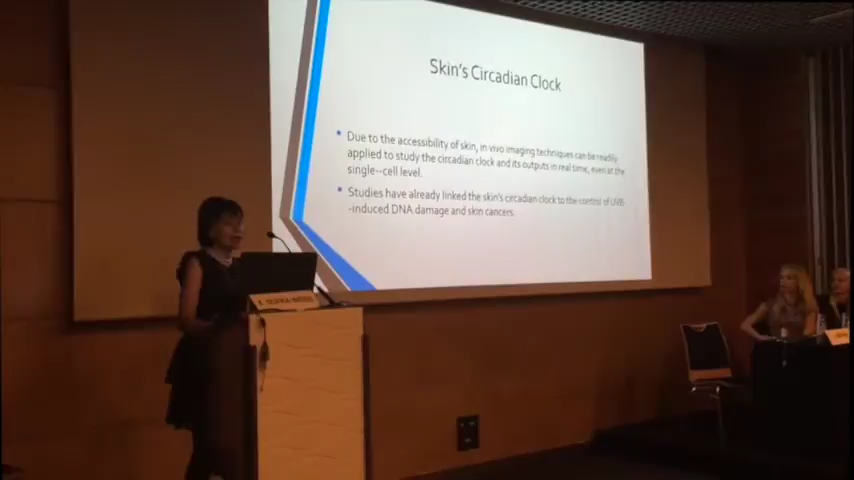 Skin's Circadian Clock
• Due to the accessibility of skin, in vivo imaging techniques can be readily
applied to study the circadian clock and its outputs in real time, even at the
single--cell level.
• Studies have already linked the skin's circadian clock to the control of UVB
-induced DNA damage and skin cancers.